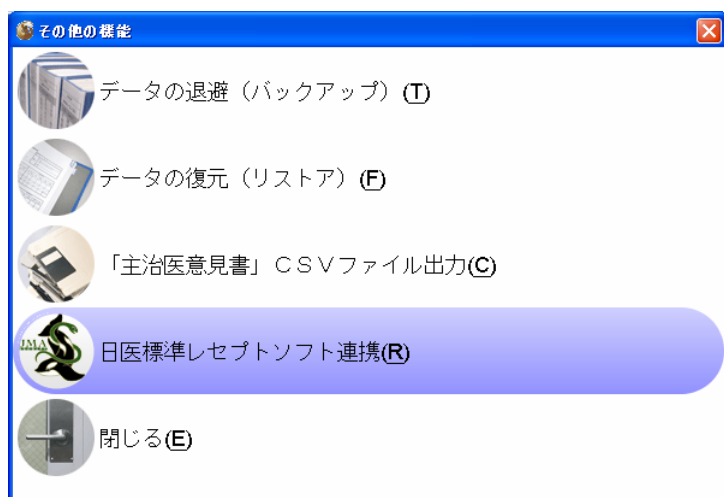 その他の機能
データの退避（バックアップ）(T)
データの復元（リストア）(F)
「主治医意見書」ＣＳＶファイル出力(C)
JMA
日医標準レセプトソフト連携(R)
閉じる(E)